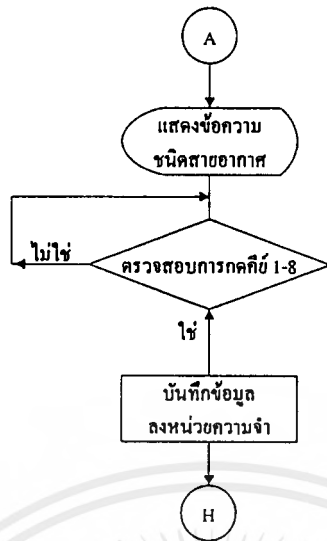 A
แสดงข้อความ
ชนิดสายอากาศ
ไม่ใช่
ตรวจสอบการกดคีย์ 1-8
ใช่
บันทึกข้อมูล
ลงหน่วยความจำ
H